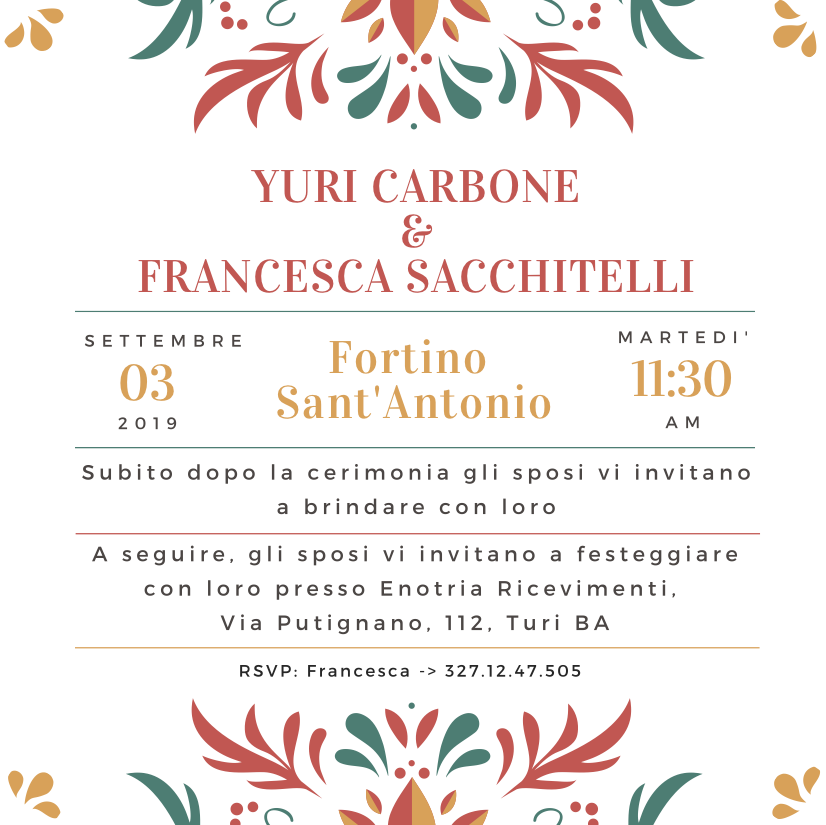 YURI CARBONE
&
FRANCESCA SACCHITELLI
SETTEMBRE
03
2019
Fortino
Sant'Antonio
MARTEDI'
11:30
AM
Subito dopo la cerimonia gli sposi vi invitano
a brindare con loro
A seguire, gli sposi vi invitano a festeggiare
con loro presso Enotria Ricevimenti,
Via Putignano, 112, Turi BA
RSVP: Francesca -> 327.12.47.505